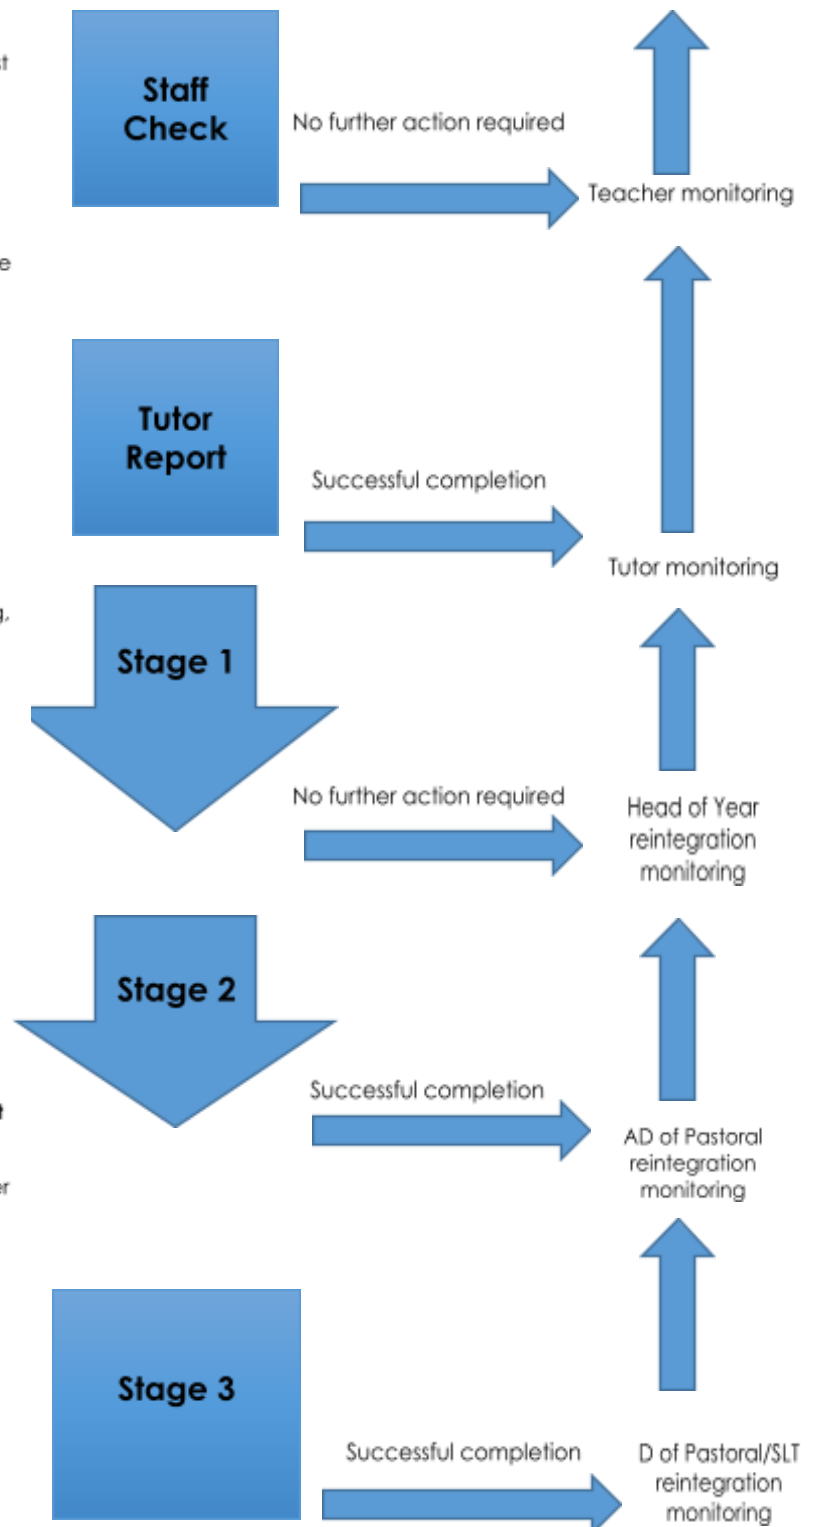 st
Staff
Check
No further action required
Teacher monitoring
e
Tutor
Report
Successful completion
Tutor monitoring
g,
Stage 1
No further action required
Head of Year
reintegration
monitoring
Stage 2
Successful completion
t
AD of Pastoral
reintegration
monitoring
er
Stage 3
Successful completion
D of Pastoral/SLT
reintegration
monitoring